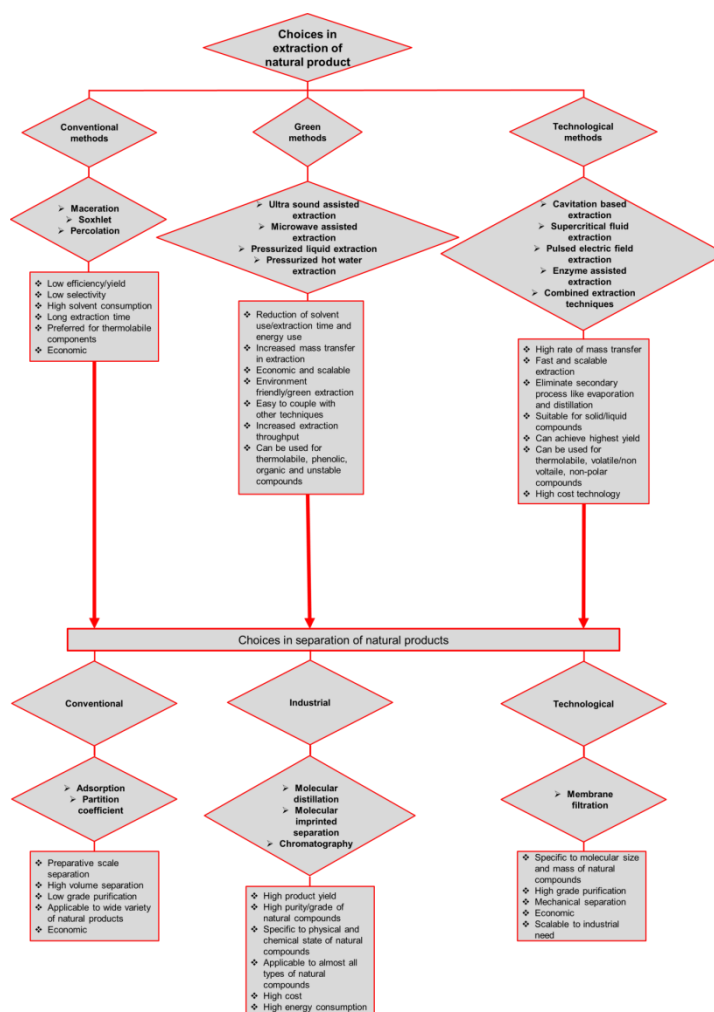 Choices in
extraction of
natural product
Conventional
methods
Green
methods
Technological
methods
➢ Maceration
➢ Soxhlet
➢ Percolation
➢ Ultra sound assisted
extraction
➢ Microwave assisted
extraction
➢ Pressurized liquid extraction
➢ Pressurized hot water
extraction
➢ Cavitation based
extraction
➢ Supercritical fluid
extraction
➢ Pulsed electric field
extraction
➢ Enzyme assisted
extraction
➢ Combined extraction
techniques
❖ Low efficiency/yield
❖ Low selectivity
❖ High solvent consumption
❖ Long extraction time
❖ Preferred for thermolabile
components
❖ Economic
❖ Reduction of solvent
use/extraction time and
energy use
❖ Increased mass transfer
in extraction
❖ Economic and scalable
❖ Environment
friendly/green extraction
❖ Easy to couple with
other techniques
❖ Increased extraction
throughput
❖ Can be used for
thermolabile, phenolic,
organic and unstable
compounds
❖ High rate of mass transfer
❖ Fast and scalable
extraction
❖ Eliminate secondary
process like evaporation
and distillation
❖ Suitable for solid/liquid
compounds
❖ Can achieve highest yield
❖ Can be used for
thermolabile, volatile/non
voltaile, non-polar
compounds
❖ High cost technology
Choices in separation of natural products
Conventional
Industrial
Technological
➢ Adsorption
➢ Partition
coefficient
➢ Molecular
distillation
➢ Molecular
imprinted separation
➢ Chromatography
➢ Membrane
filtration
❖ Preparative scale
separation
❖ High volume separation
❖ Low grade purification
❖ Applicable to wide variety
of natural products
❖ Economic
❖ High product yield
❖ High purity/grade of
natural compounds
❖ Specific to physical and
chemical state of natural
compounds
❖ Applicable to almost all
types of natural
compounds
❖ High cost
❖ High energy consumption
❖ Specific to molecular size
and mass of natural
compounds
❖ High grade purification
❖ Mechanical separation
❖ Economic
❖ Scalable to industrial
need